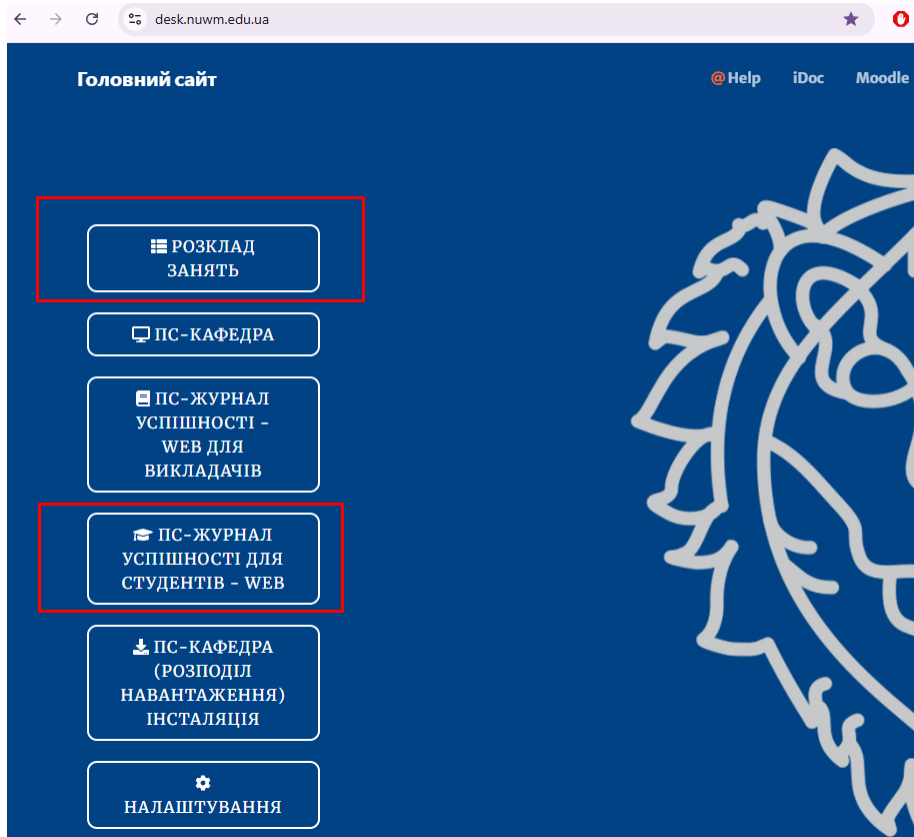 desk.nuwm.edu.ua
Головний сайт
@Help iDoc Moodle
РОЗКЛАД
ЗАНЯТЬ
ПС-КАФЕДРА
ПС-ЖУРНАЛ
УСПІШНОСТІ -
WEB ДЛЯ
ВИКЛАДАЧІВ
ПС-ЖУРНАЛ
УСПІШНОСТІ ДЛЯ
СТУДЕНТІВ - WEB
ПС-КАФЕДРА
(РОЗПОДІЛ
НАВАНТАЖЕННЯ)
ІНСТАЛЯЦІЯ
НАЛАШТУВАННЯ